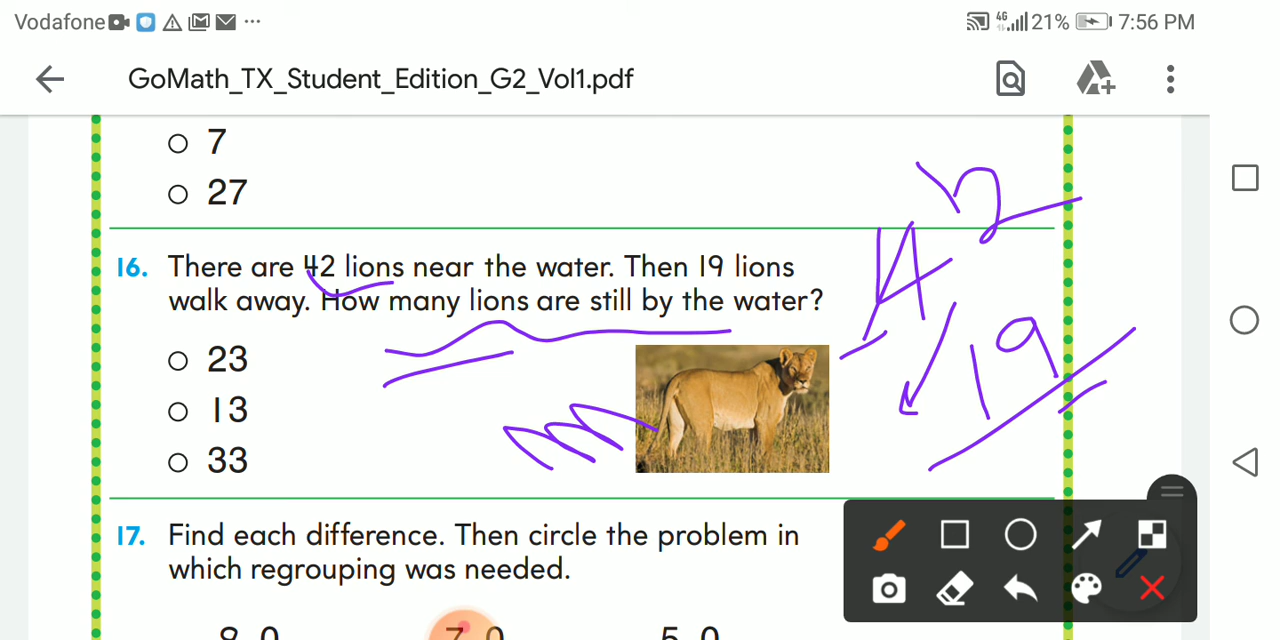 Vodafone 4G 21% 7:56 PM
GoMath_TX_Student_Edition_G2_Vol1.pdf
7
27
16. There are 42 lions near the water. Then 19 lions
walk away. How many lions are still by the water?
23
13
33
42
19
17. Find each difference. Then circle the problem in
which regrouping was needed.